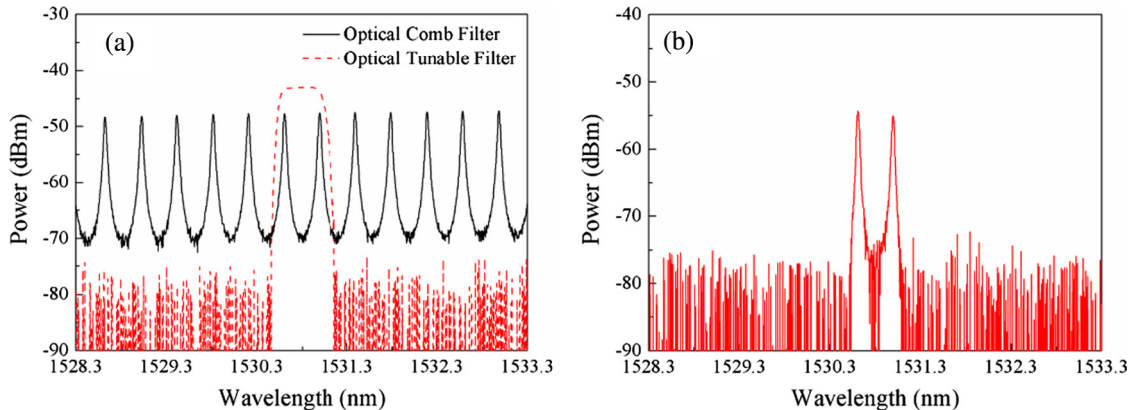 (a)
Optical Comb Filter
Optical Tunable Filter
Power (dBm)
-30
-40
-50
-60
-70
-80
-90
1528.3 1529.3 1530.3 1531.3 1532.3 1533.3
Wavelength (nm)
(b)
Power (dBm)
-40
-50
-60
-70
-80
-90
1528.3 1529.3 1530.3 1531.3 1532.3 1533.3
Wavelength (nm)